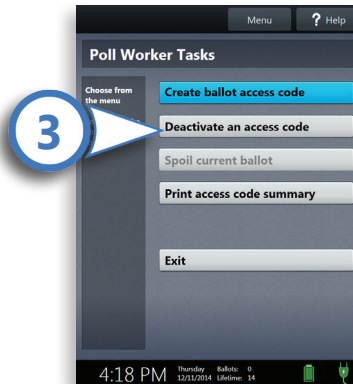 Menu
? Help
Poll Worker Tasks
Choose from
the menu
3
Create ballot access code
Deactivate an access code
Spoil current ballot
Print access code summary
Exit
4:18 PM
Thursday Ballots: 0
12/11/2014 Lifetime: 14